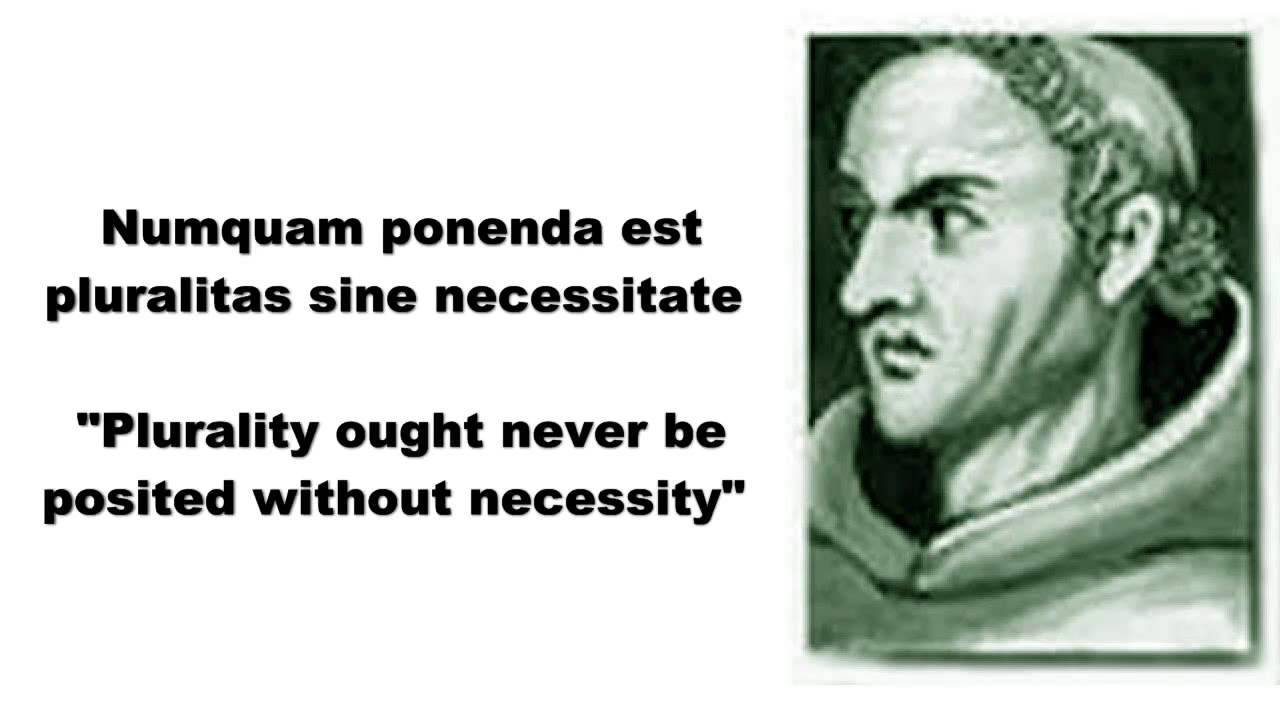 Numquam ponenda est
pluralitas sine necessitate
"Plurality ought never be
posited without necessity"